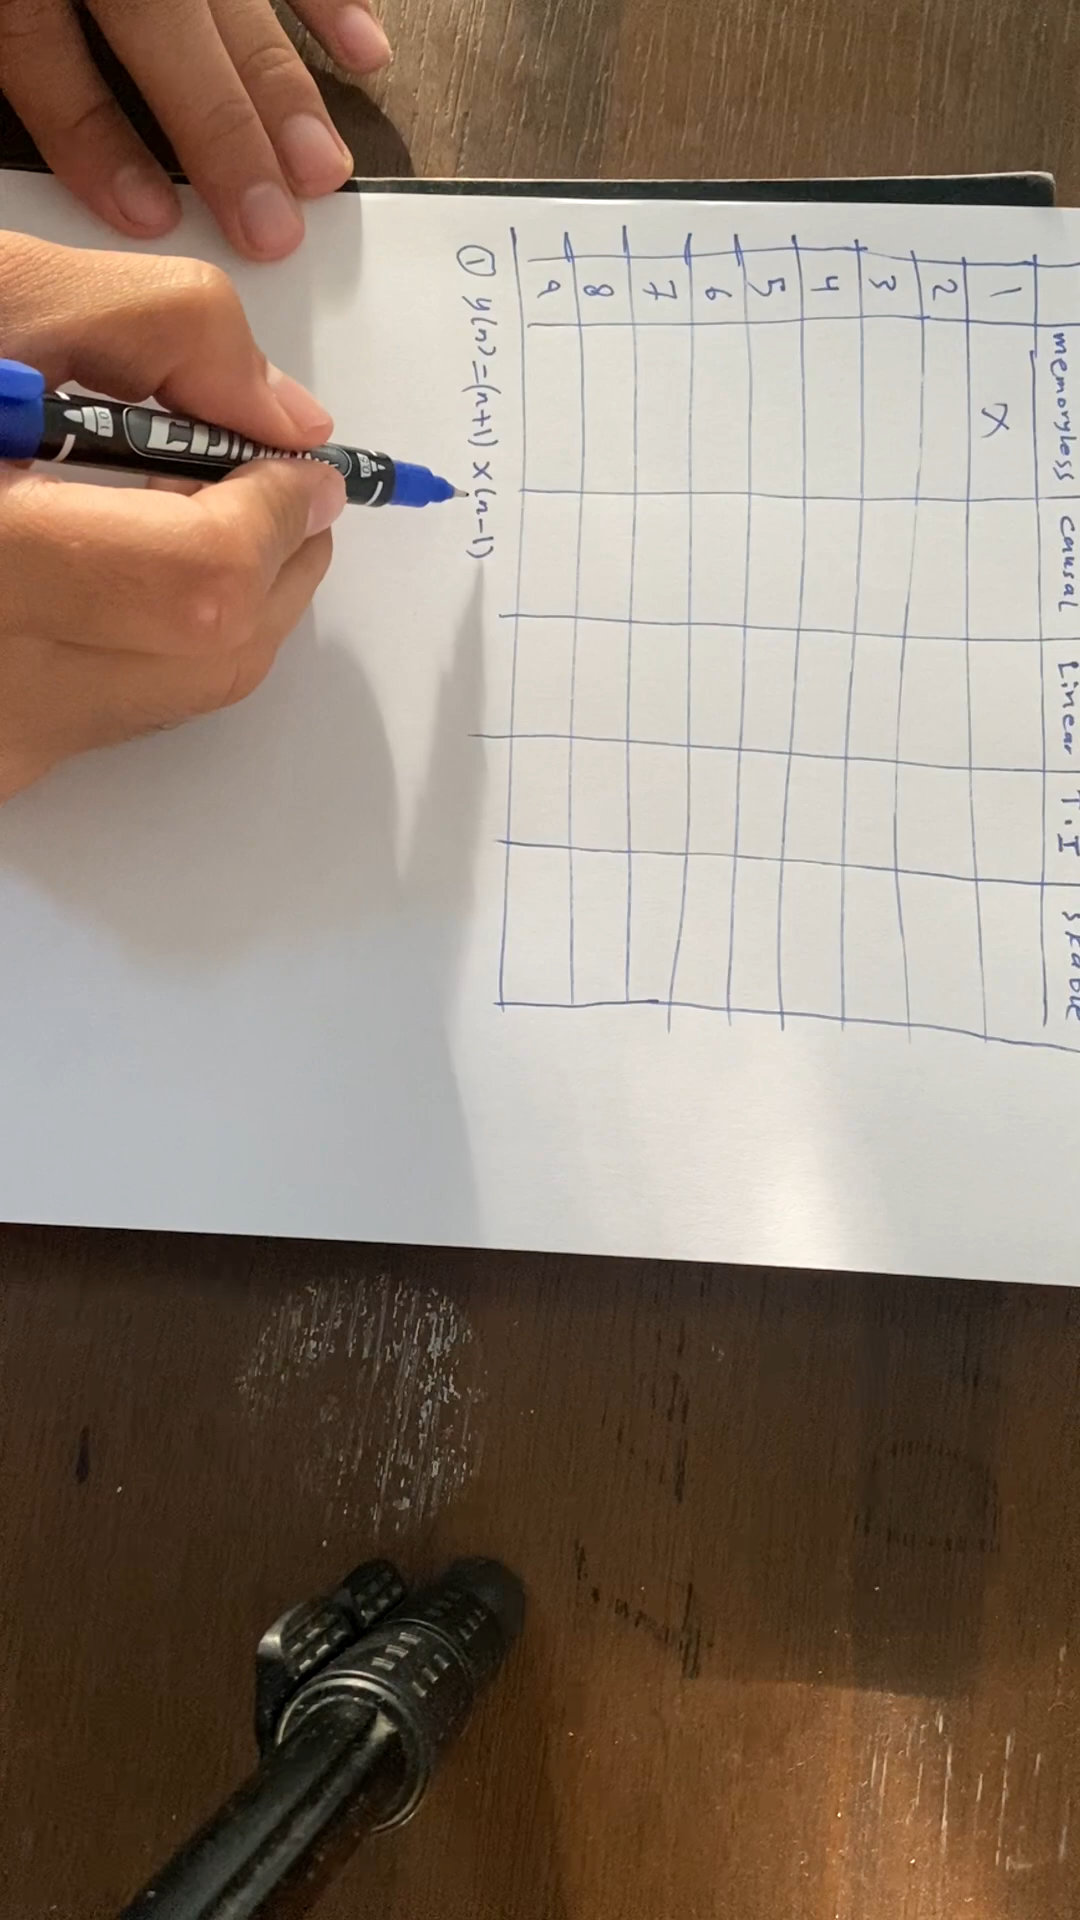 memoryless causal Linear T.I stable
1 X
2
3
4
5
6
7
8
9
① y(n)=(n+1) x(n-1)